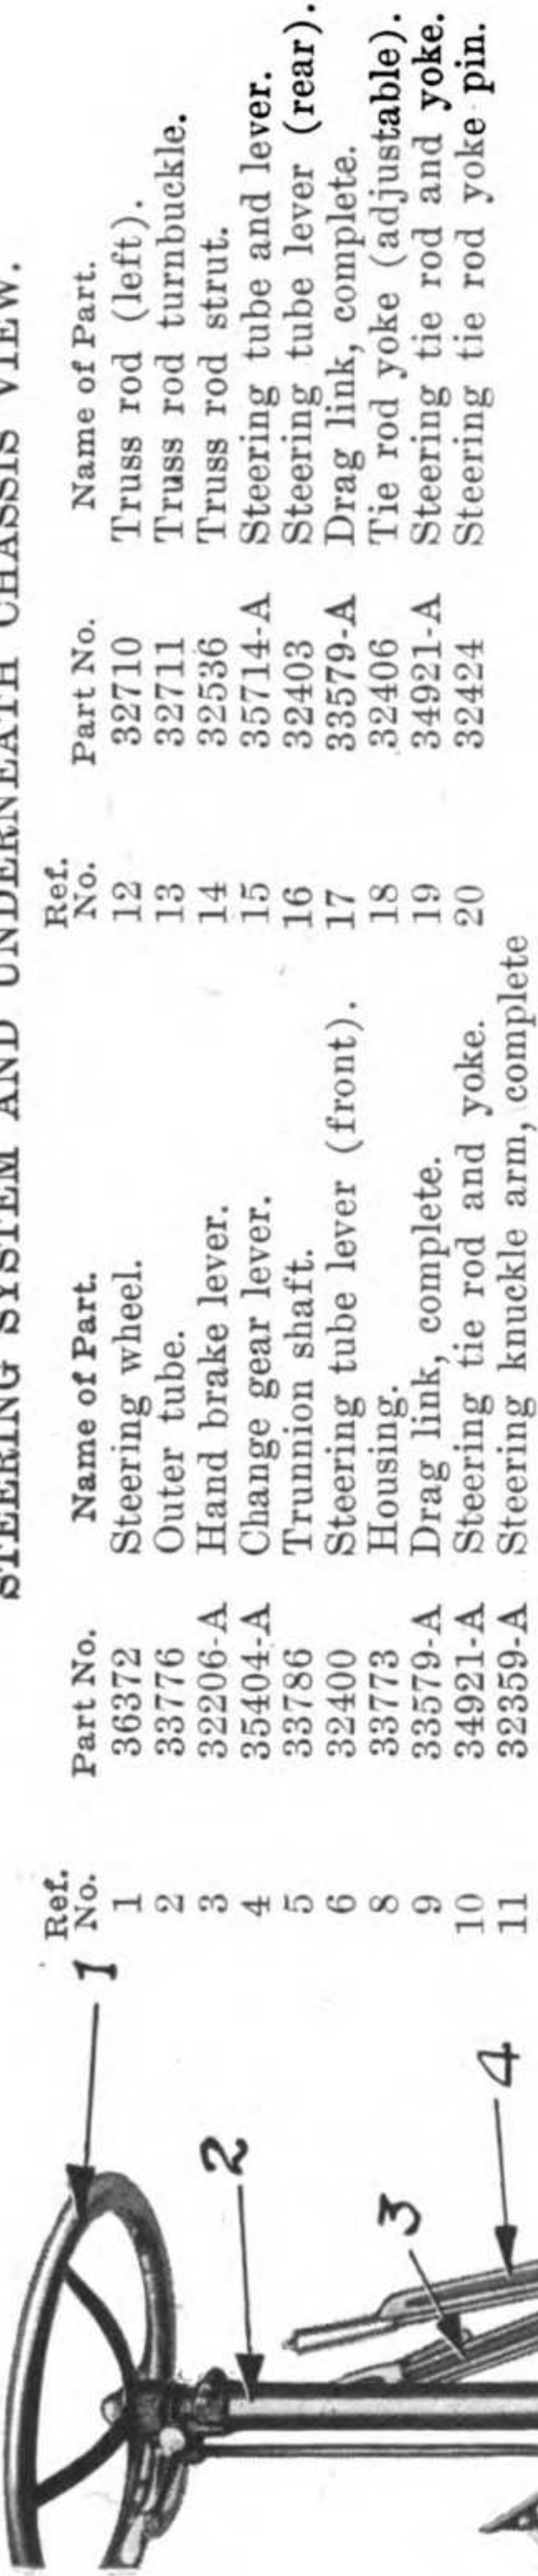 STEERING SYSTEM AND UNDERNEATH CHASSIS VIEW.
Ref.
No. Part No. Name of Part.
1 36372 Steering wheel.
2 33776 Outer tube.
3 32206-A Hand brake lever.
4 35404-A Change gear lever.
5 33786 Trunnion shaft.
6 32400 Steering tube lever (front).
8 33773 Housing.
9 33579-A Drag link, complete.
10 34921-A Steering tie rod and yoke.
11 32359-A Steering knuckle arm, complete
Ref.
No. Part No. Name of Part.
12 32710 Truss rod (left).
13 32711 Truss rod turnbuckle.
14 32536 Truss rod strut.
15 35714-A Steering tube and lever.
16 32403 Steering tube lever (rear).
17 33579-A Drag link, complete.
18 32406 Tie rod yoke (adjustable).
19 34921-A Steering tie rod and yoke.
20 32424 Steering tie rod yoke pin.
1
2
3
4